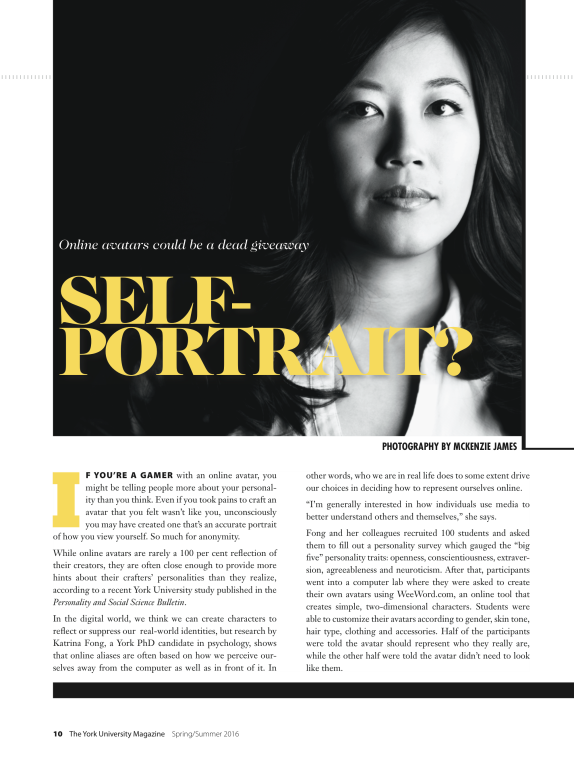 Online avatars could be a dead giveaway
SELF-
PORTRAIT?
PHOTOGRAPHY BY MCKENZIE JAMES
IF YOU'RE A GAMER with an online avatar, you
might be telling people more about your personal-
ity than you think. Even if you took pains to craft an
avatar that you felt wasn't like you, unconsciously
you may have created one that's an accurate portrait
of how you view yourself. So much for anonymity.
While online avatars are rarely a 100 per cent reflection of
their creators, they are often close enough to provide more
hints about their crafters' personalities than they realize,
according to a recent York University study published in the
Personality and Social Science Bulletin.
In the digital world, we think we can create characters to
reflect or suppress our real-world identities, but research by
Katrina Fong, a York PhD candidate in psychology, shows
that online aliases are often based on how we perceive our-
selves away from the computer as well as in front of it. In
other words, who we are in real life does to some extent drive
our choices in deciding how to represent ourselves online.
"I'm generally interested in how individuals use media to
better understand others and themselves," she says.
Fong and her colleagues recruited 100 students and asked
them to fill out a personality survey which gauged the "big
five" personality traits: openness, conscientiousness, extraver-
sion, agreeableness and neuroticism. After that, participants
went into a computer lab where they were asked to create
their own avatars using WeeWord.com, an online tool that
creates simple, two-dimensional characters. Students were
able to customize their avatars according to gender, skin tone,
hair type, clothing and accessories. Half of the participants
were told the avatar should represent who they really are,
while the other half were told the avatar didn't need to look
like them.
10 The York University Magazine Spring/Summer 2016